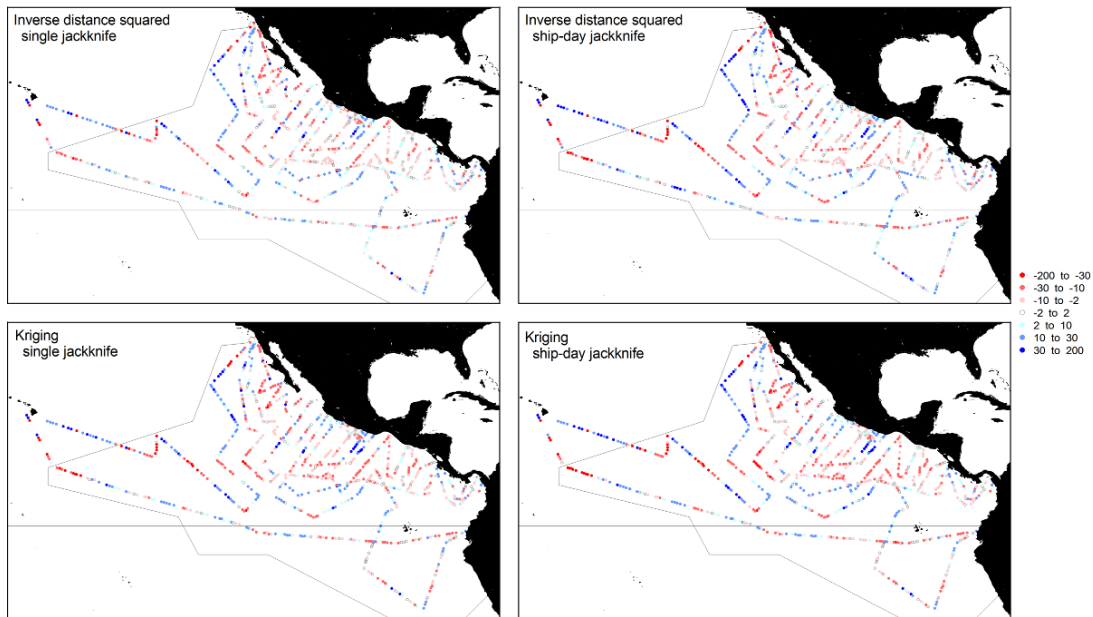 Inverse distance squared
single jackknife
Inverse distance squared
ship-day jackknife
-200 to -30
-30 to -10
-10 to -2
-2 to 2
2 to 10
10 to 30
30 to 200
Kriging
single jackknife
Kriging
ship-day jackknife